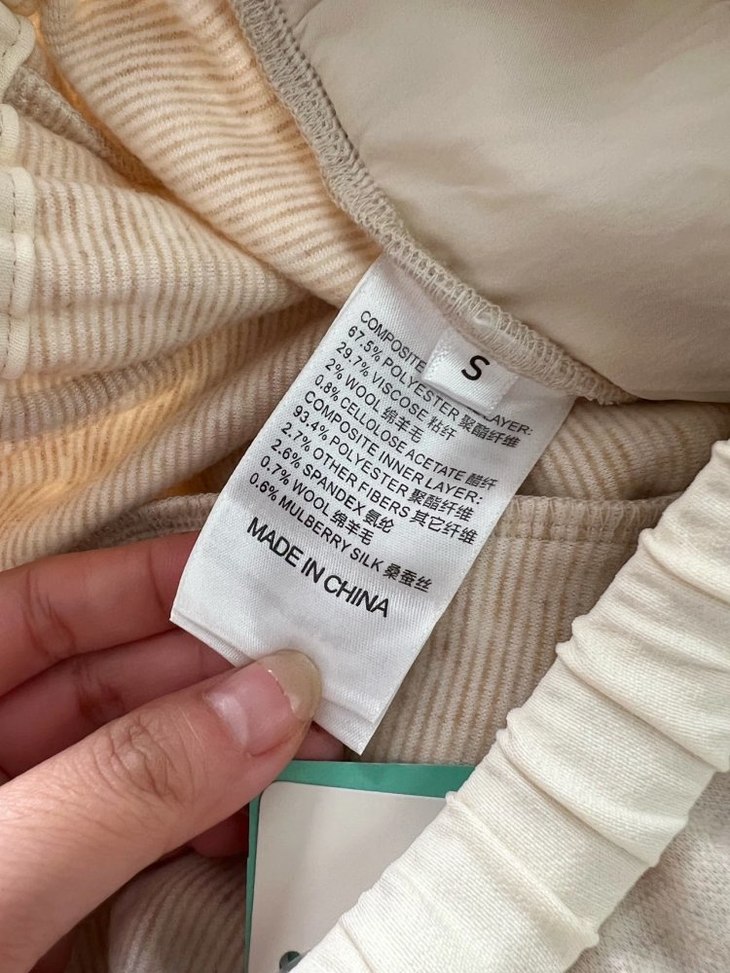 S
COMPOSITE LAYER:
67.5% POLYESTER 聚酯纤维
29.7% VISCOSE 粘纤
2% WOOL 绵羊毛
0.8% CELLOLOSE ACETATE 醋纤
COMPOSITE INNER LAYER:
93.4% POLYESTER 聚酯纤维
2.7% OTHER FIBERS 其它纤维
2.6% SPANDEX 氨纶
0.7% WOOL 绵羊毛
0.6% MULBERRY SILK 桑蚕丝
MADE IN CHINA